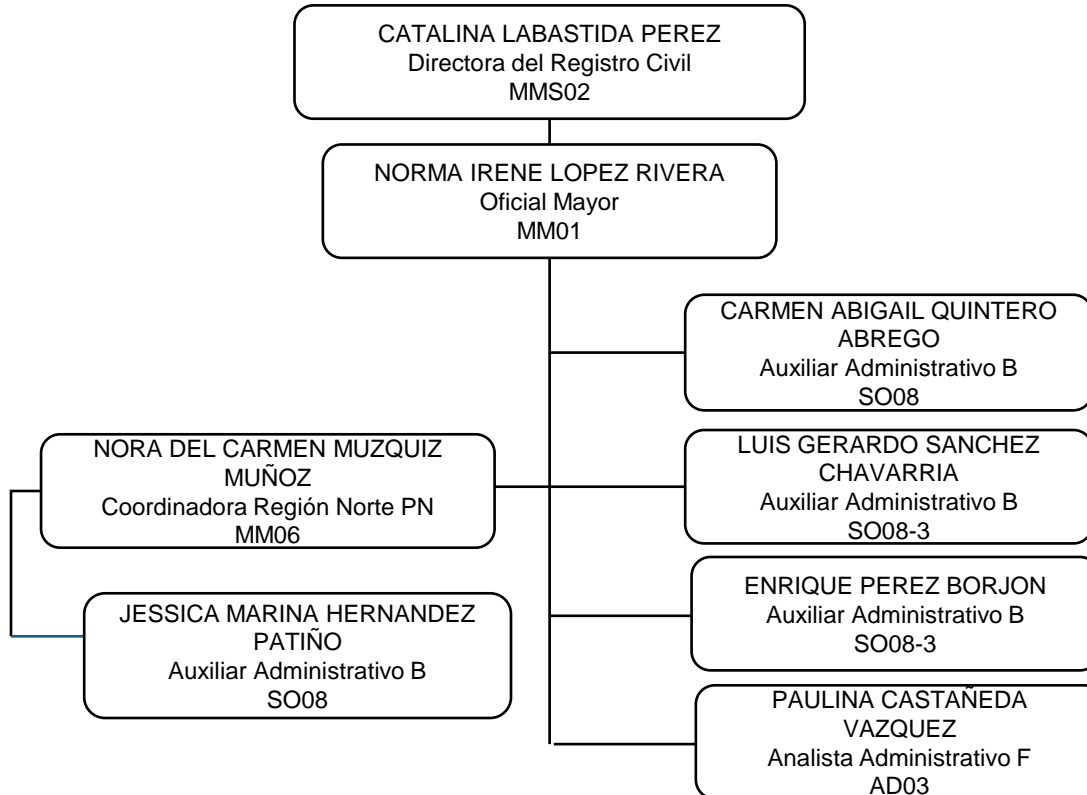 CATALINA LABASTIDA PEREZ
Directora del Registro Civil
MMS02
NORMA IRENE LOPEZ RIVERA
Oficial Mayor
MM01
CARMEN ABIGAIL QUINTERO
ABREGO
Auxiliar Administrativo B
SO08
NORA DEL CARMEN MUZQUIZ
MUÑOZ
Coordinadora Región Norte PN
MM06
LUIS GERARDO SANCHEZ
CHAVARRIA
Auxiliar Administrativo B
SO08-3
JESSICA MARINA HERNANDEZ
PATIÑO
Auxiliar Administrativo B
SO08
ENRIQUE PEREZ BORJON
Auxiliar Administrativo B
SO08-3
PAULINA CASTAÑEDA
VAZQUEZ
Analista Administrativo F
AD03